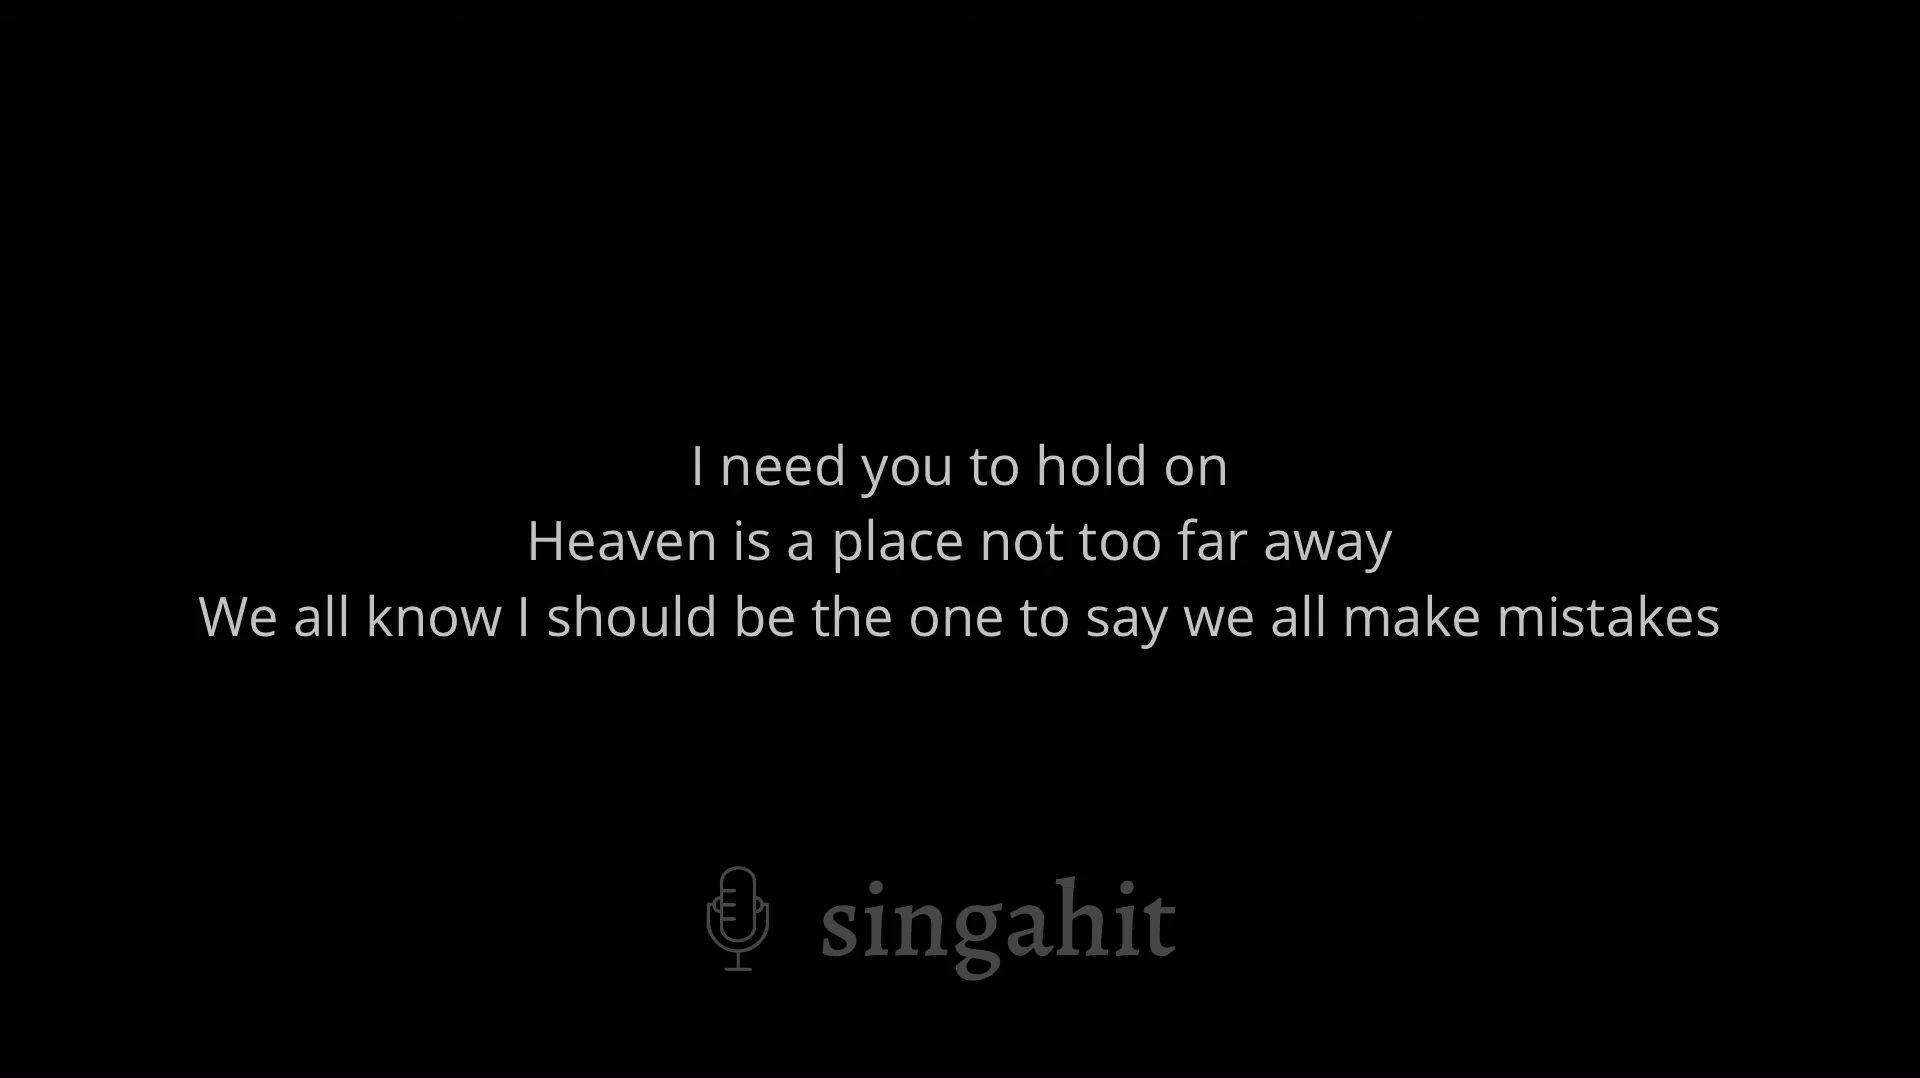 I need you to hold on
Heaven is a place not too far away
We all know I should be the one to say we all make mistakes
singahit